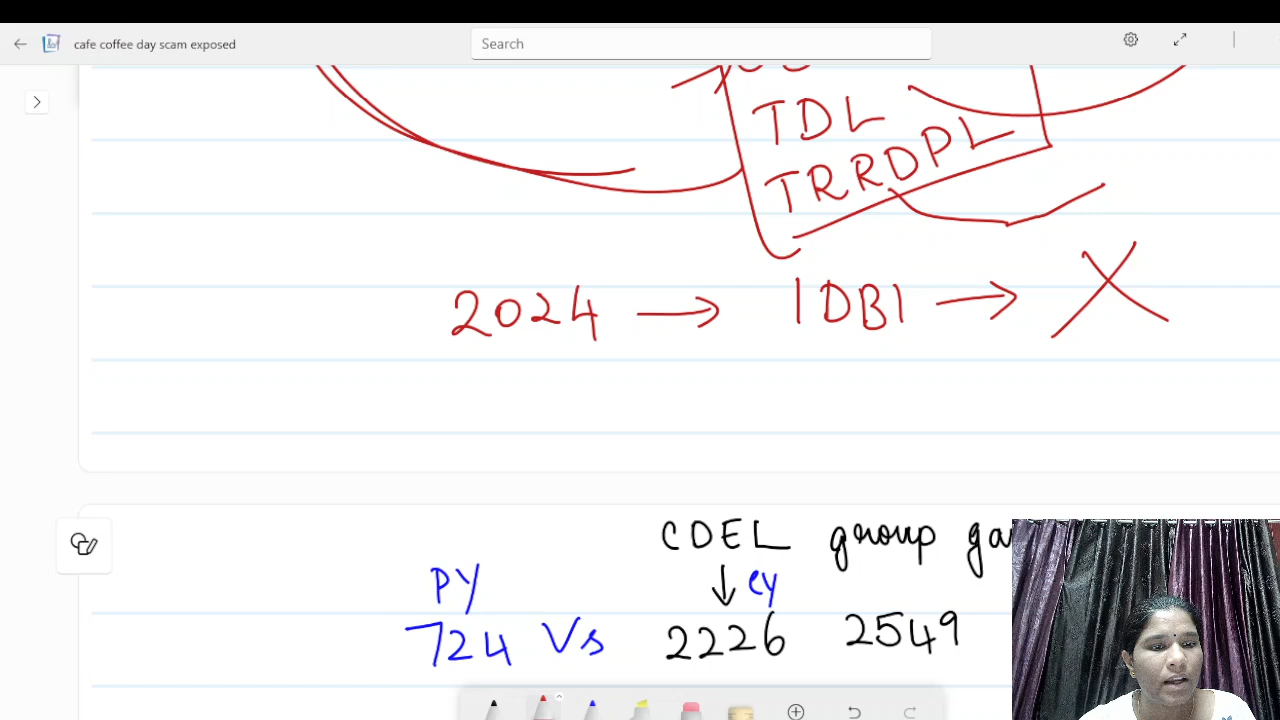 cafe coffee day scam exposed
Search
TDL
TRRDPL
2024 → IDBI → X
CDEL group
PY
↓ CY
724 Vs 2226 2549